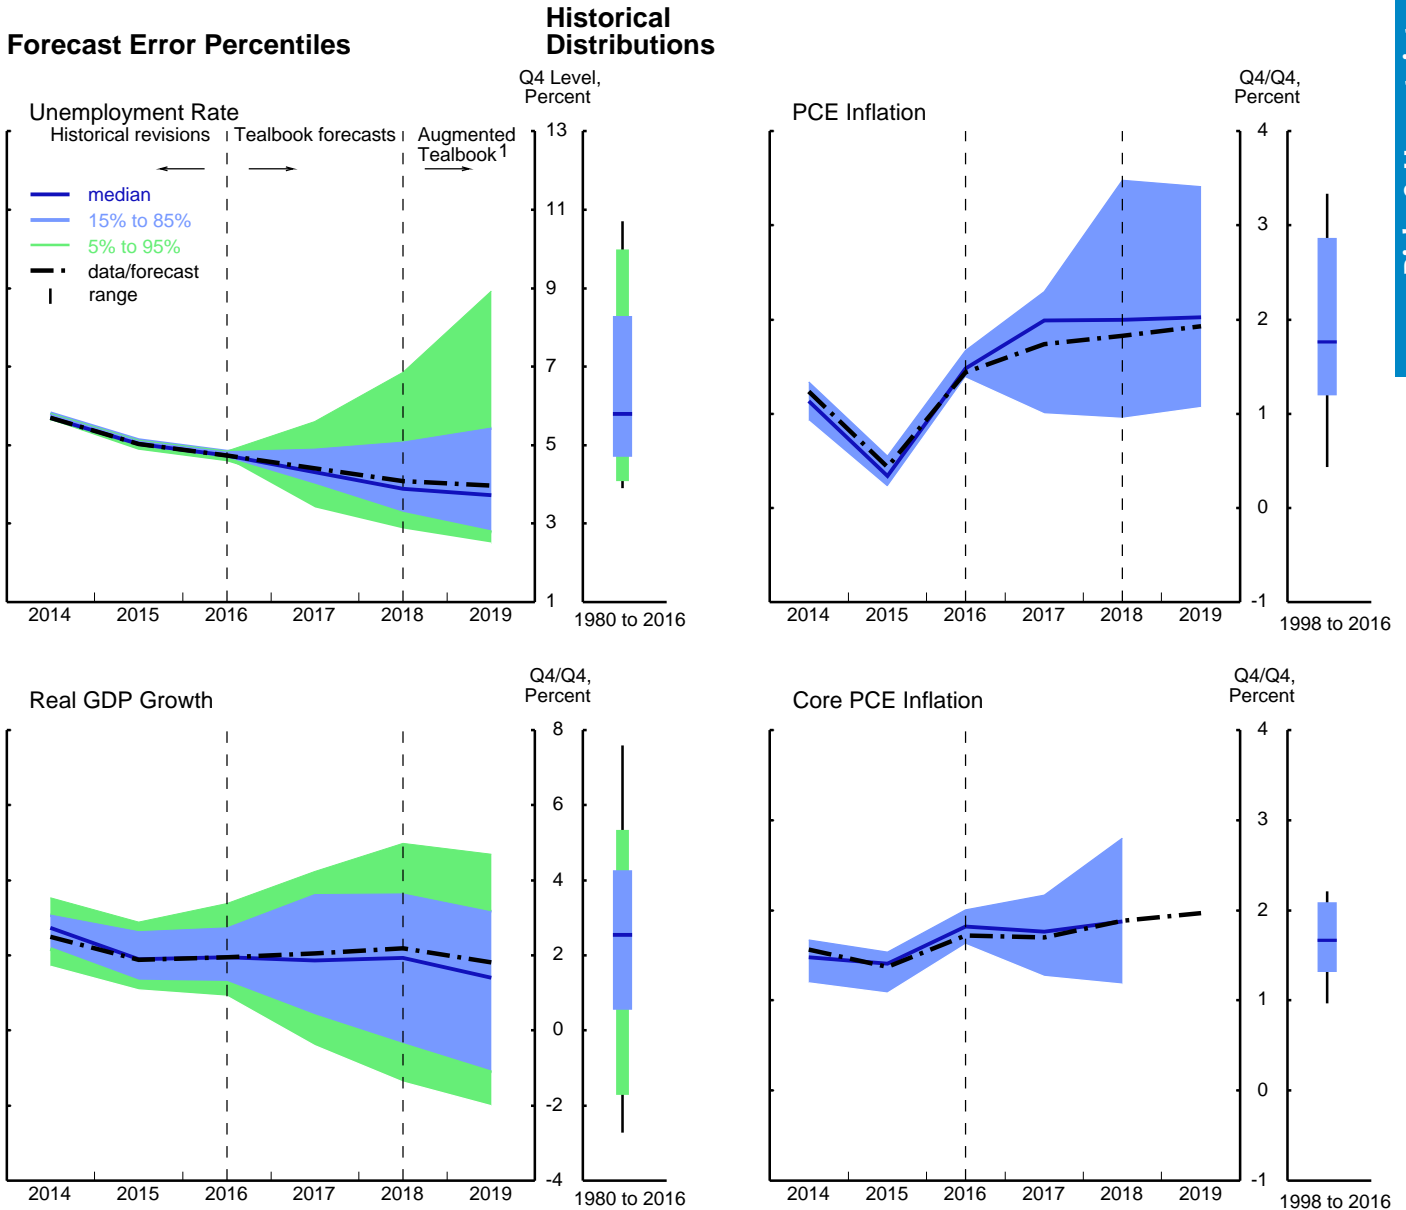 Forecast Error Percentiles
Historical
Distributions
Unemployment Rate
Q4 Level,
Percent
Historical revisions
Tealbook forecasts
Augmented
Tealbook1
median
15% to 85%
5% to 95%
data/forecast
range
13
11
9
7
5
3
1
2014 2015 2016 2017 2018 2019
1980 to 2016
PCE Inflation
Q4/Q4,
Percent
4
3
2
1
0
-1
2014 2015 2016 2017 2018 2019
1998 to 2016
Real GDP Growth
Q4/Q4,
Percent
8
6
4
2
0
-2
-4
2014 2015 2016 2017 2018 2019
1980 to 2016
Core PCE Inflation
Q4/Q4,
Percent
4
3
2
1
0
-1
2014 2015 2016 2017 2018 2019
1998 to 2016